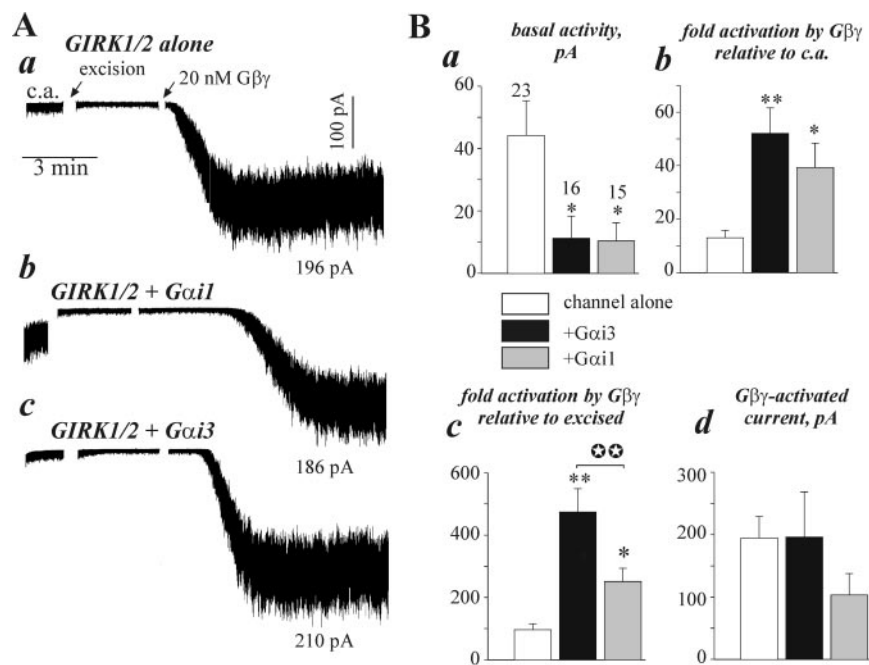 A
GIRK1/2 alone
a
excision
c.a.
20 nM Gβγ
100 pA
3 min
196 pA
b
GIRK1/2 + Gαi1
186 pA
c
GIRK1/2 + Gαi3
210 pA
B
basal activity,
pA
a
60
40
20
0
23
16
*
15
*
fold activation by Gβγ
relative to c.a.
b
60
40
20
0
**
*
channel alone
+Gαi3
+Gαi1
fold activation by Gβγ
relative to excised
c
600
400
200
0
**
✪✪
*
Gβγ-activated
current, pA
d
300
200
100
0